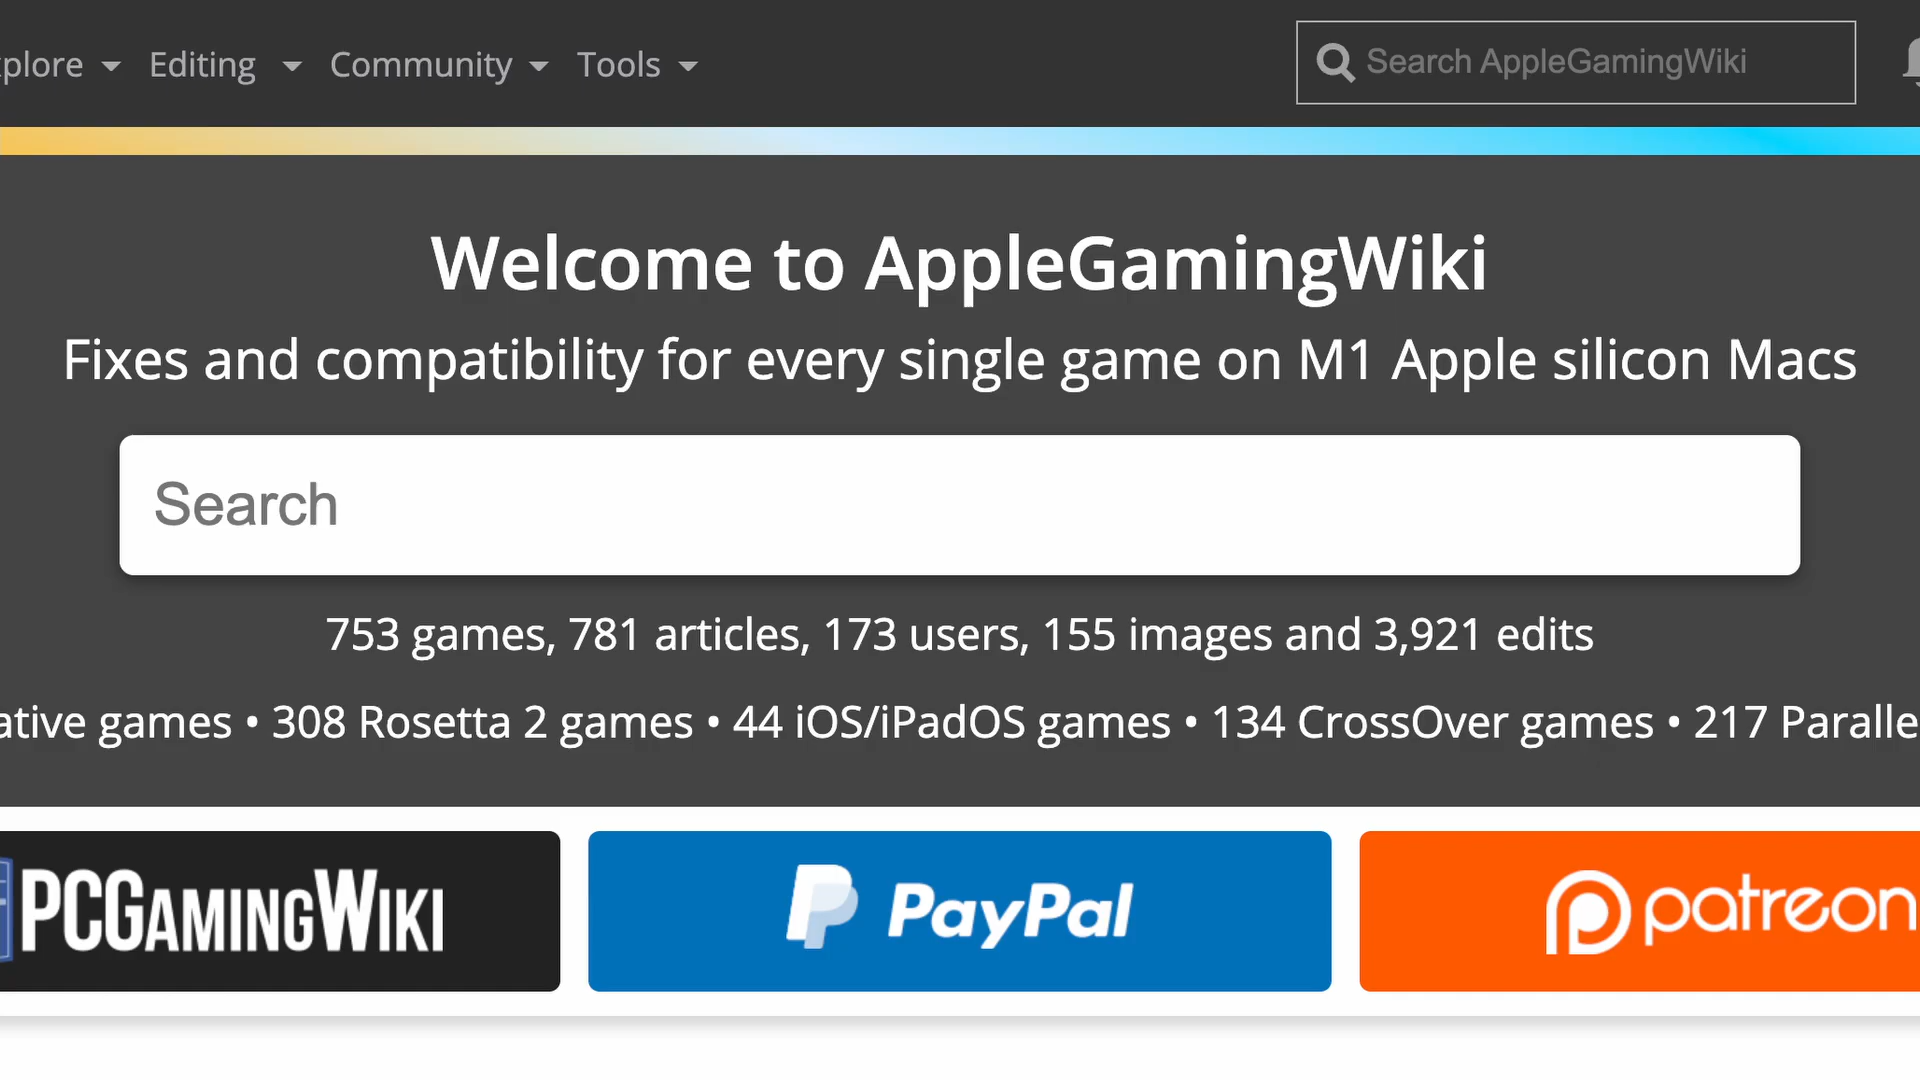 plore Editing Community Tools Search AppleGamingWiki
Welcome to AppleGamingWiki
Fixes and compatibility for every single game on M1 Apple silicon Macs
Search
753 games, 781 articles, 173 users, 155 images and 3,921 edits
ative games • 308 Rosetta 2 games • 44 iOS/iPadOS games • 134 CrossOver games • 217 Paralle
PCGamingWiki PayPal patreon